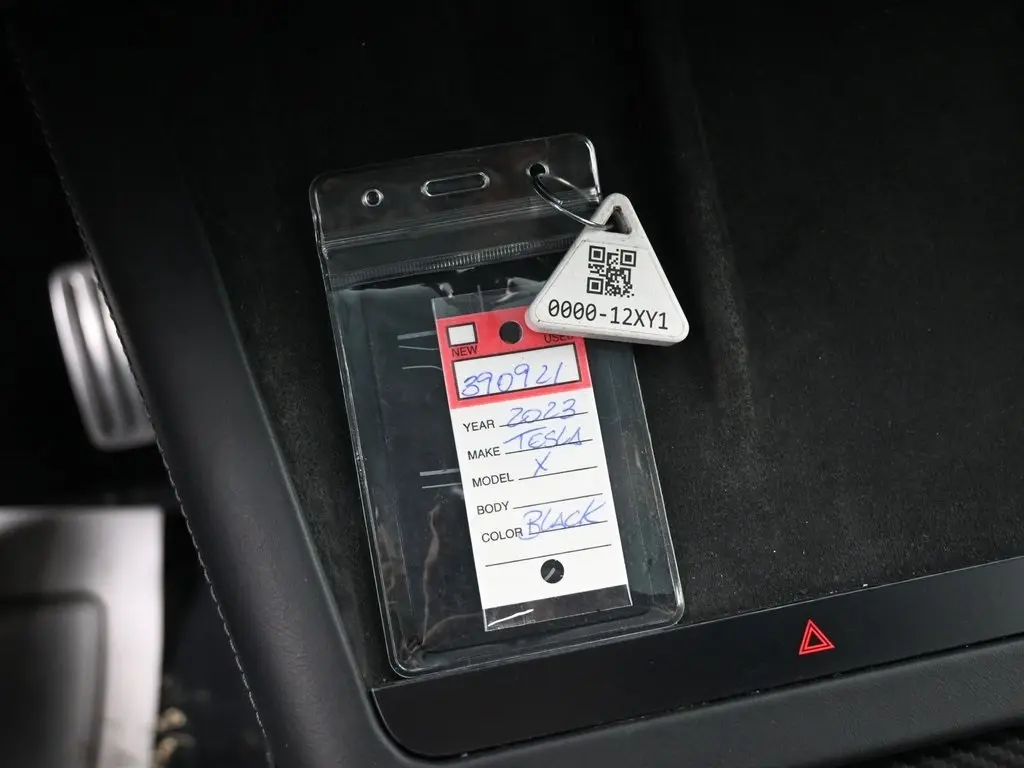 0000-12XY1
NEW USED
390921
YEAR 2023
MAKE TESLA
MODEL X
BODY
COLOR BLACK